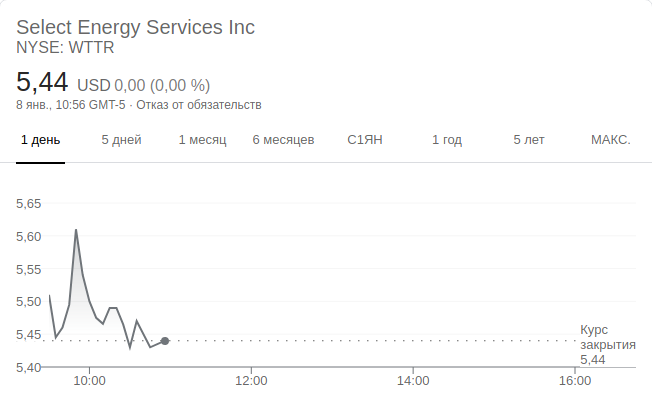 Select Energy Services Inc
NYSE: WTTR
5,44 USD 0,00 (0,00 %)
8 янв., 10:56 GMT-5 · Отказ от обязательств
1 день 5 дней 1 месяц 6 месяцев С1ЯН 1 год 5 лет МАКС.
5,65
5,60
5,55
5,50
5,45
5,40
Курс
закрытия
5,44
10:00 12:00 14:00 16:00